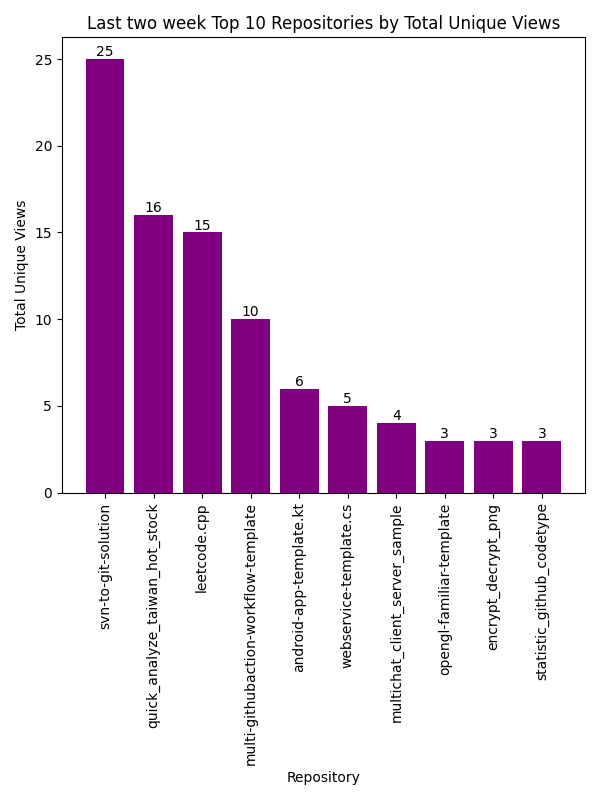 Last two week Top 10 Repositories by Total Unique Views
Total Unique Views
25
20
15
10
5
0
25
16
15
10
6
5
4
3
3
3
svn-to-git-solution
quick_analyze_taiwan_hot_stock
leetcode.cpp
multi-githubaction-workflow-template
android-app-template.kt
webservice-template.cs
multichat_client_server_sample
opengl-familiar-template
encrypt_decrypt_png
statistic_github_codetype
Repository